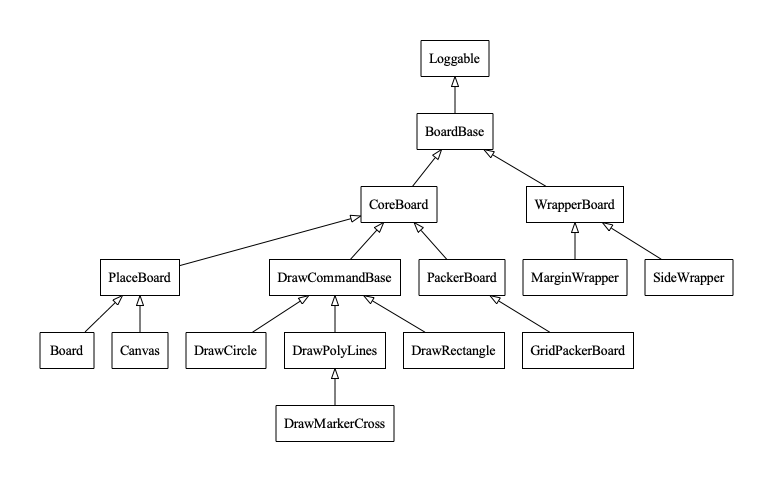 Loggable
BoardBase
CoreBoard
WrapperBoard
PlaceBoard
DrawCommandBase
PackerBoard
MarginWrapper
SideWrapper
Board
Canvas
DrawCircle
DrawPolyLines
DrawRectangle
GridPackerBoard
DrawMarkerCross